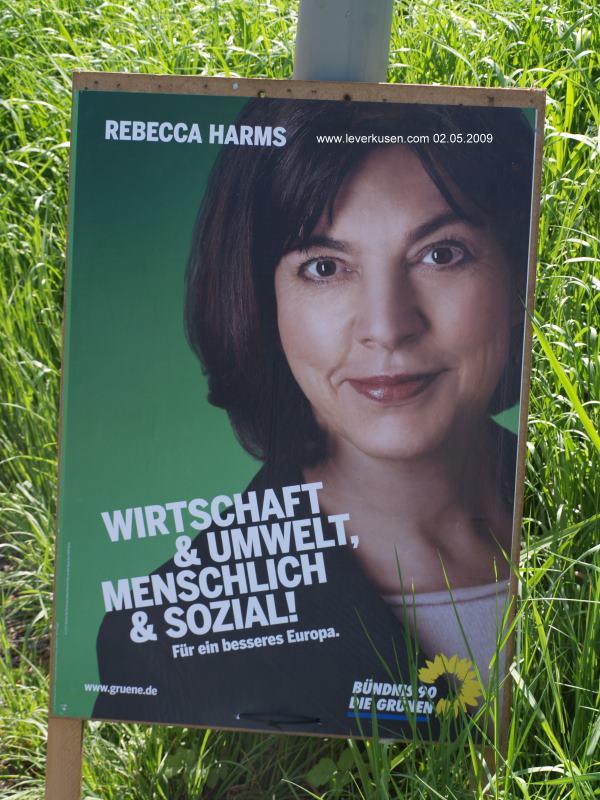 REBECCA HARMS
www.leverkusen.com 02.05.2009
WIRTSCHAFT
& UMWELT,
MENSCHLICH
& SOZIAL!
Für ein besseres Europa.
BÜNDNIS 90
DIE GRÜNEN
www.gruene.de